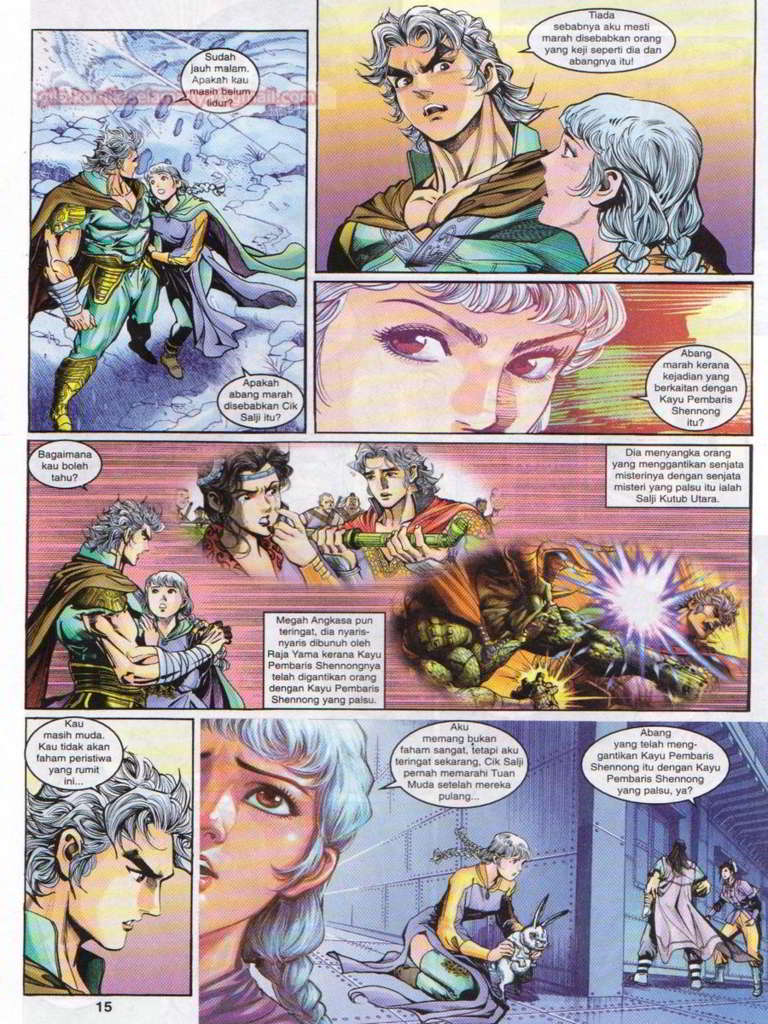 Sudah
jauh malam.
Apakah kau
masih belum
tidur?
Apakah
abang marah
disebabkan Cik
Salji itu?
Tiada
sebabnya aku mesti
marah disebabkan orang
yang keji seperti dia dan
abangnya itu!
Abang
marah kerana
kejadian yang
berkaitan dengan
Kayu Pembaris
Shennong
itu?
Bagaimana
kau boleh
tahu?
Dia menyangka orang
yang menggantikan senjata
misterinya dengan senjata
misteri yang palsu itu ialah
Salji Kutub Utara.
Megah Angkasa pun
teringat, dia nyaris-
nyaris dibunuh oleh
Raja Yama kerana Kayu
Pembaris Shennongnya
telah digantikan orang
dengan Kayu Pembaris
Shennong yang palsu.
Kau
masih muda.
Kau tidak akan
faham peristiwa
yang rumit
ini...
Aku
memang bukan
faham sangat, tetapi aku
teringat sekarang, Cik Salji
pernah memarahi Tuan
Muda setelah mereka
pulang...
Abang
yang telah meng-
gantikan Kayu Pembaris
Shennong itu dengan Kayu
Pembaris Shennong
yang palsu, ya?
15